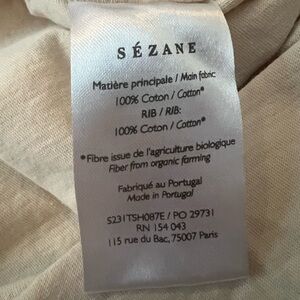 SÉZANE
Matière principale / Main fabric:
100% Coton / Cotton*
RIB / RIB:
100% Coton / Cotton*
*Fibre issue de l'agriculture biologique
Fiber from organic farming
Fabriqué au Portugal
Made in Portugal
S231TSH087E / PO 29731
RN 154 043
115 rue du Bac, 75007 Paris